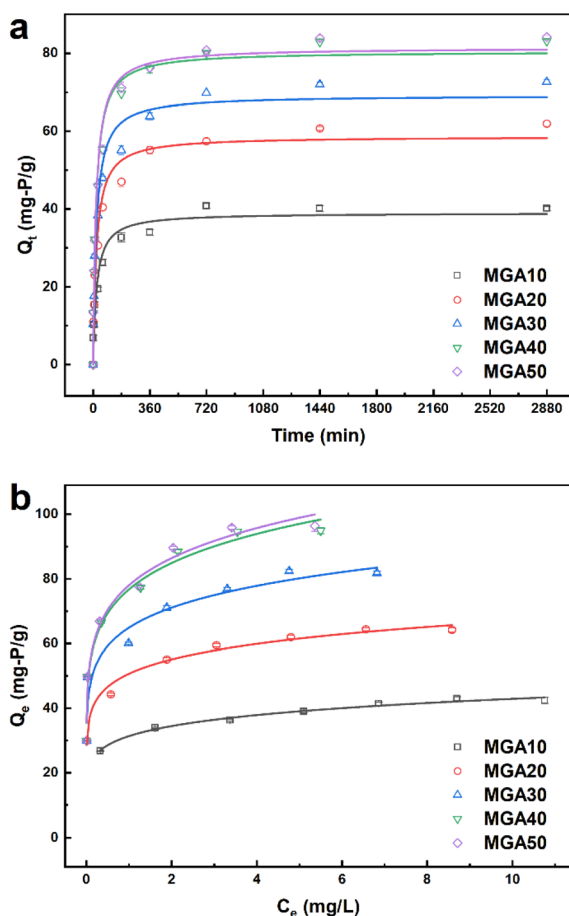 a
80
60
40
20
0
Qt (mg-P/g)
MGA10
MGA20
MGA30
MGA40
MGA50
0 360 720 1080 1440 1800 2160 2520 2880
Time (min)
b
100
80
60
40
20
0
Qe (mg-P/g)
MGA10
MGA20
MGA30
MGA40
MGA50
0 2 4 6 8 10
Ce (mg/L)